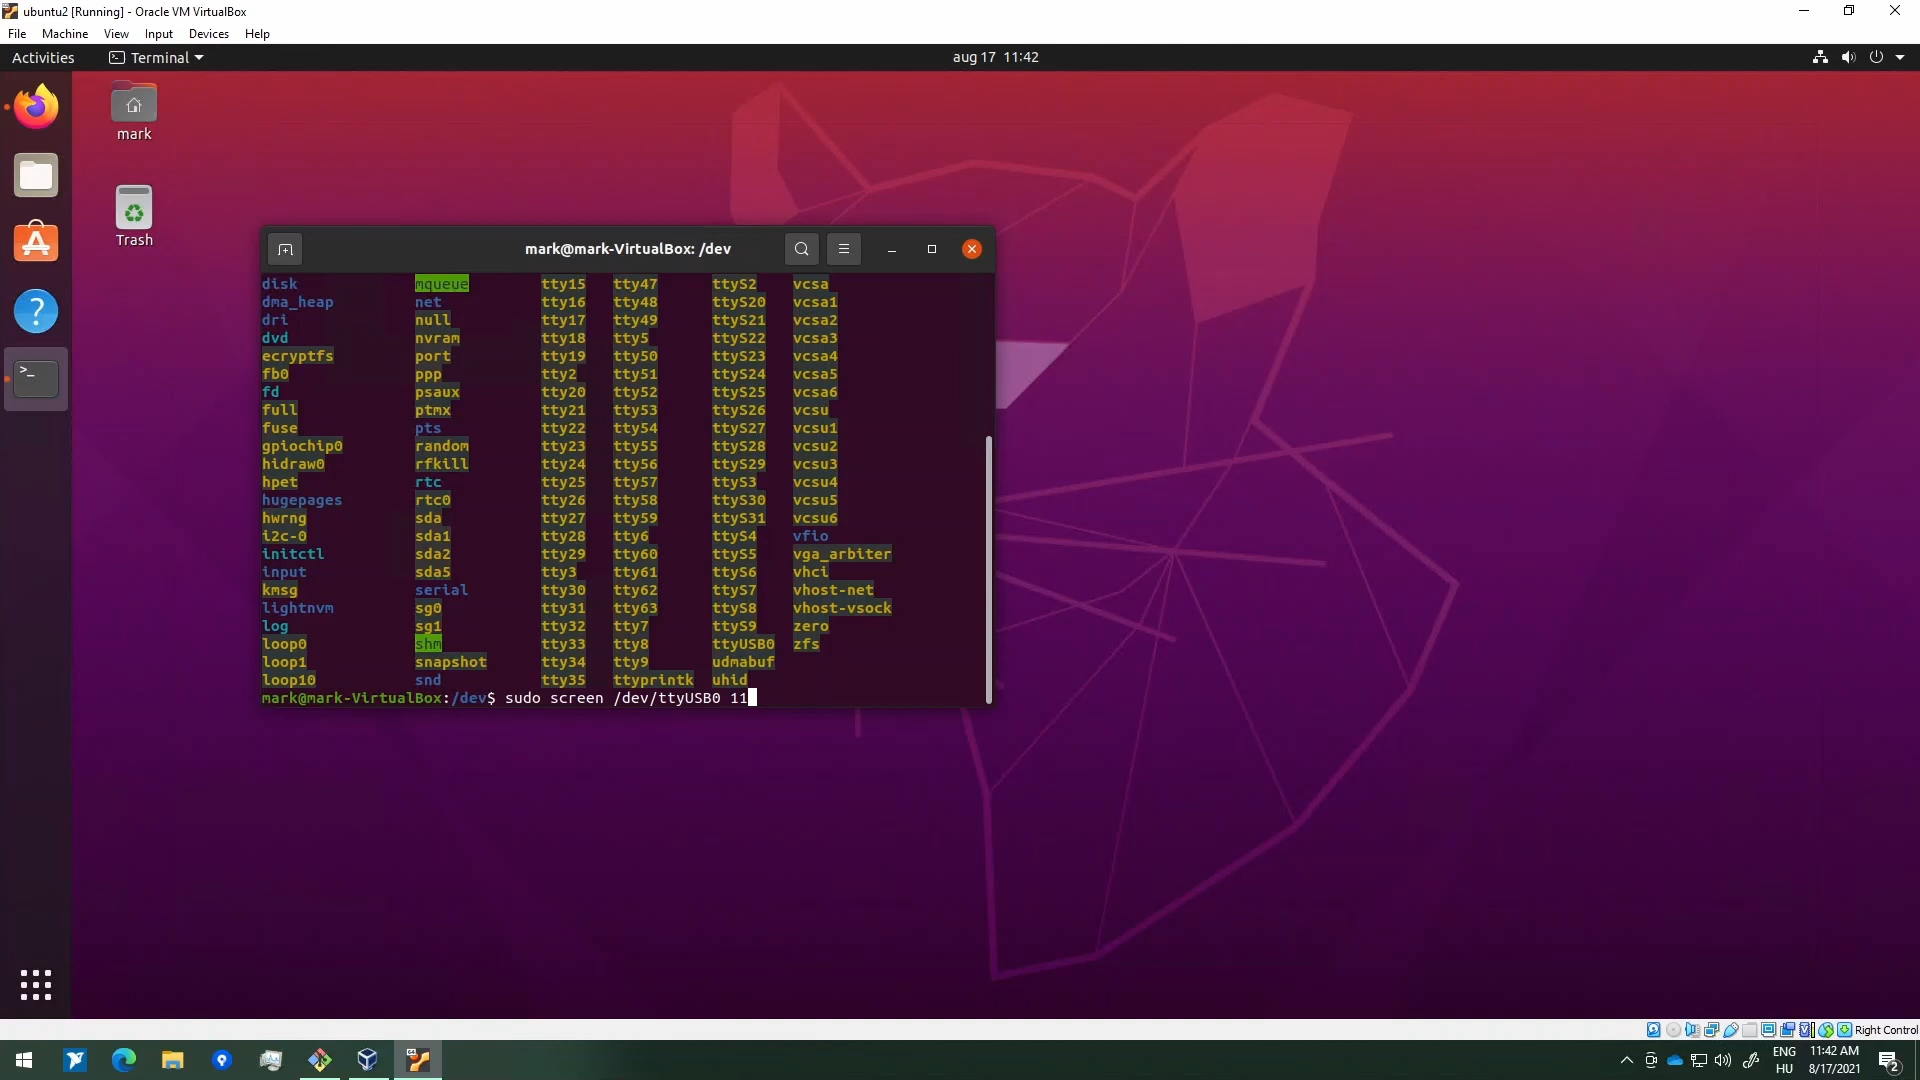 ubuntu2 [Running] - Oracle VM VirtualBox
File Machine View Input Devices Help
Activities Terminal aug 17 11:42
mark
Trash
mark@mark-VirtualBox: /dev
disk mqueue tty15 tty47 ttyS2 vcsa
dma_heap net tty16 tty48 ttyS20 vcsa1
dri null tty17 tty49 ttyS21 vcsa2
dvd nvram tty18 tty5 ttyS22 vcsa3
ecryptfs port tty19 tty50 ttyS23 vcsa4
fb0 ppp tty2 tty51 ttyS24 vcsa5
fd psaux tty20 tty52 ttyS25 vcsa6
full ptmx tty21 tty53 ttyS26 vcsu
fuse pts tty22 tty54 ttyS27 vcsu1
gpiochip0 random tty23 tty55 ttyS28 vcsu2
hidraw0 rfkill tty24 tty56 ttyS29 vcsu3
hpet rtc tty25 tty57 ttyS3 vcsu4
hugepages rtc0 tty26 tty58 ttyS30 vcsu5
hwrng sda tty27 tty59 ttyS31 vcsu6
i2c-0 sda1 tty28 tty6 ttyS4 vfio
initctl sda2 tty29 tty60 ttyS5 vga_arbiter
input sda5 tty3 tty61 ttyS6 vhci
kmsg serial tty30 tty62 ttyS7 vhost-net
lightnvm sg0 tty31 tty63 ttyS8 vhost-vsock
log sg1 tty32 tty7 ttyS9 zero
loop0 shm tty33 tty8 ttyUSB0 zfs
loop1 snapshot tty34 tty9 udmabuf
loop10 snd tty35 ttyprintk uhid
mark@mark-VirtualBox:/dev$ sudo screen /dev/ttyUSB0 11
Right Control
ENG 11:42 AM
HU 8/17/2021 2